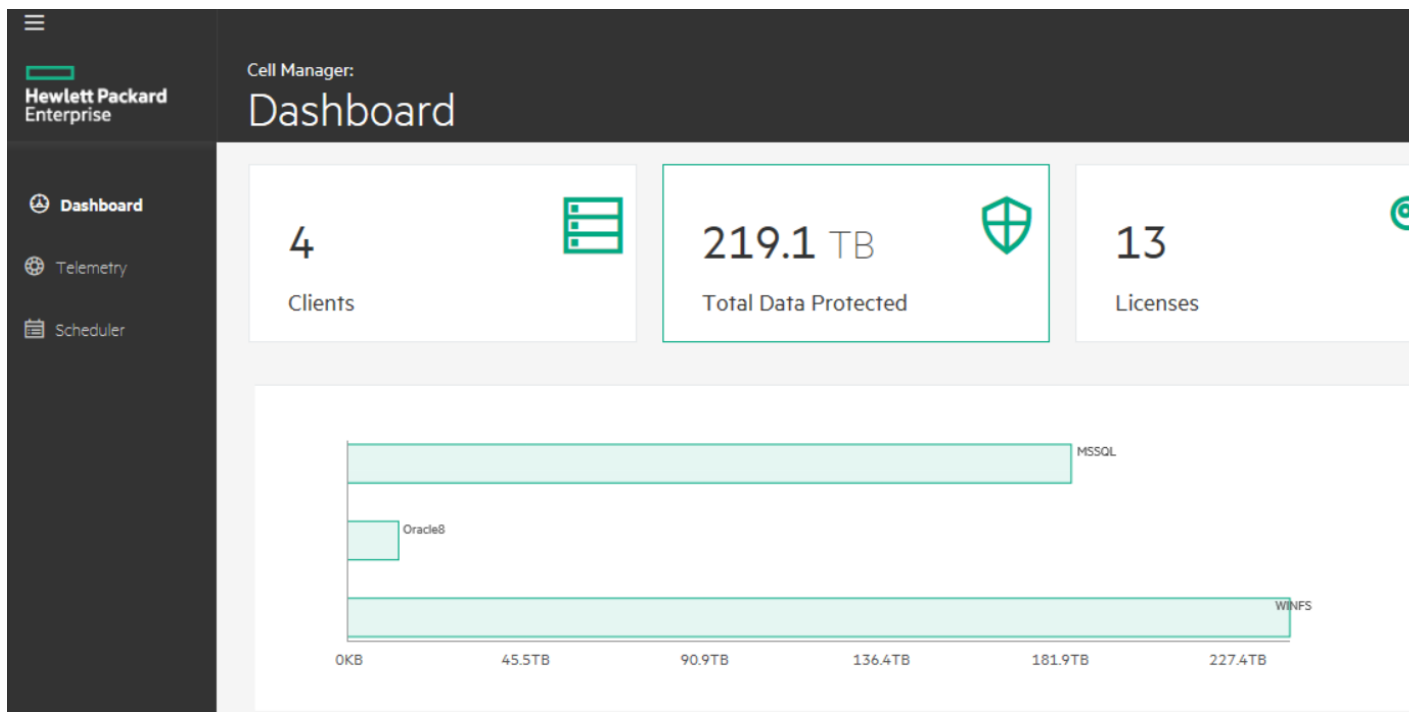 Hewlett Packard
Enterprise
Cell Manager:
Dashboard
Dashboard
Telemetry
Scheduler
4
Clients
219.1 TB
Total Data Protected
13
Licenses
MSSQL
Oracle8
WINFS
0KB 45.5TB 90.9TB 136.4TB 181.9TB 227.4TB